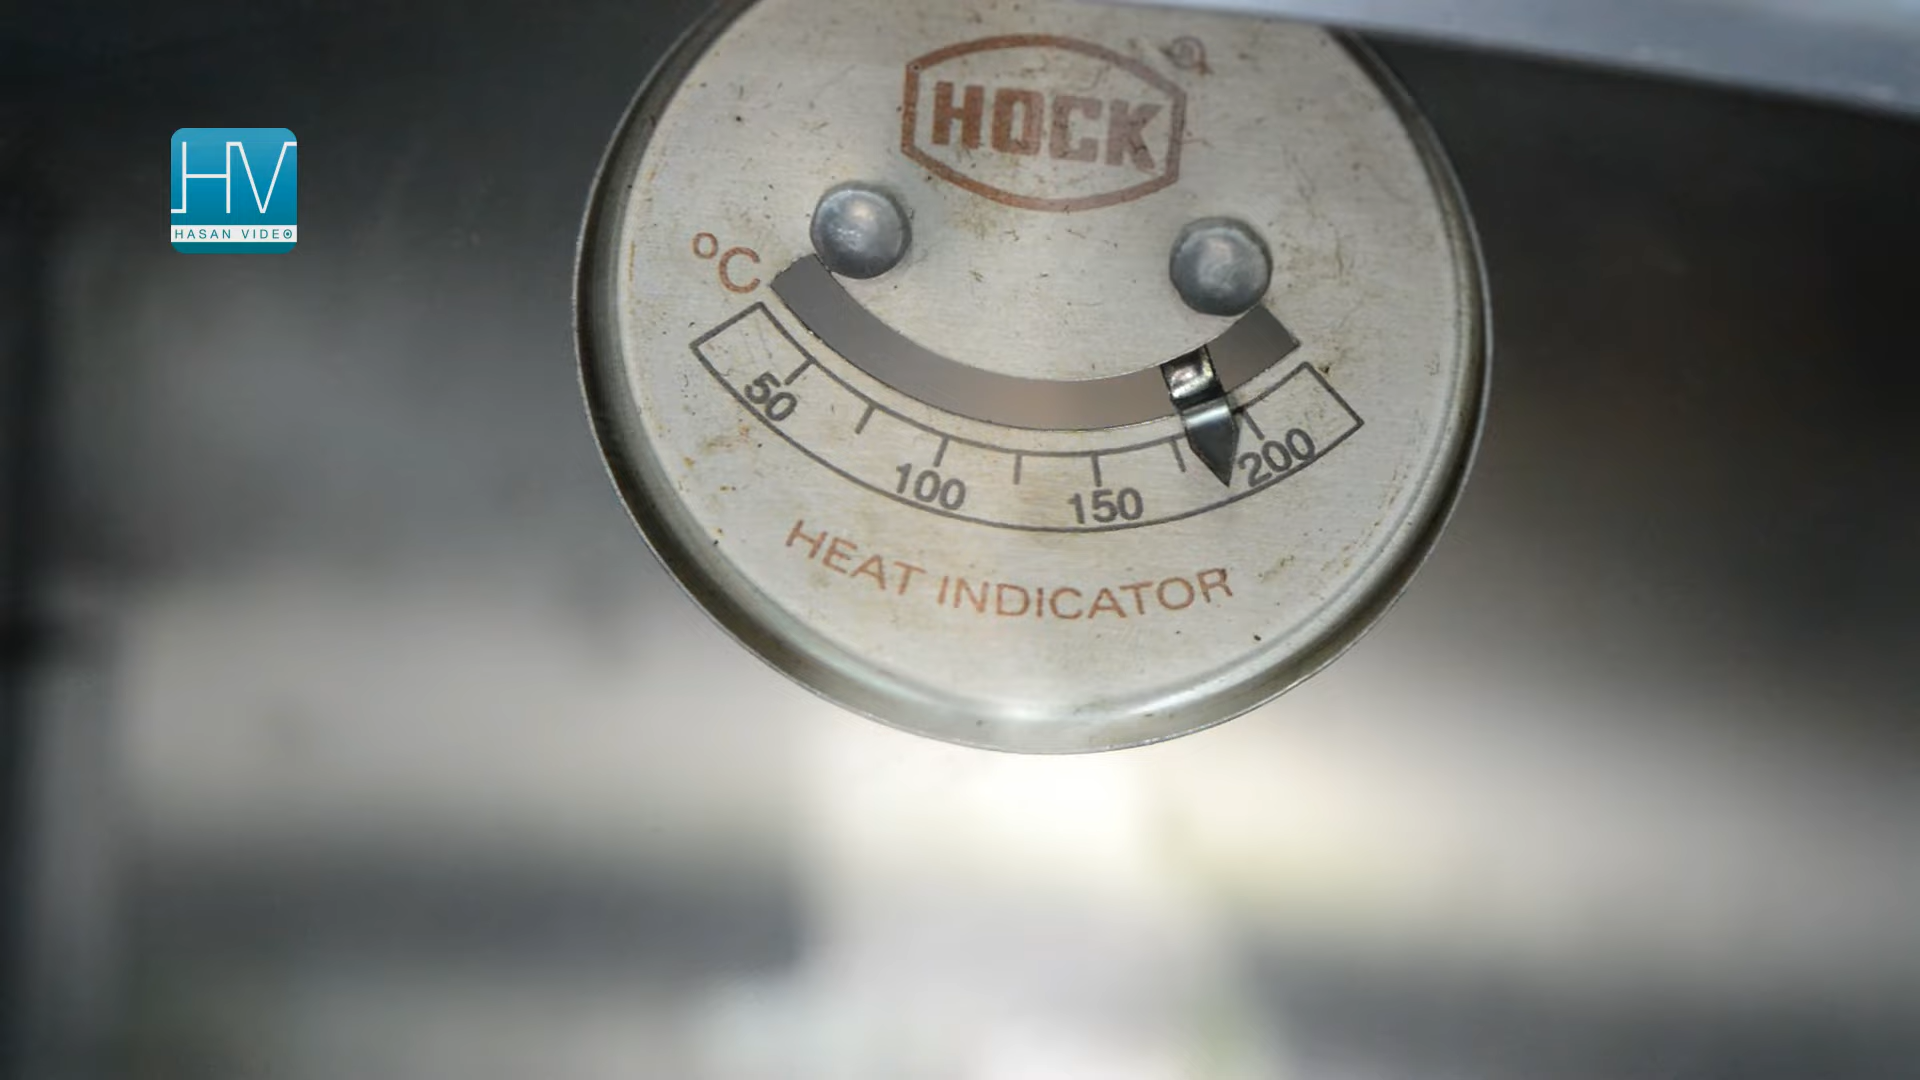 HOCK
®
HV
HASAN VIDEO
°C
50
100
150
200
HEAT INDICATOR